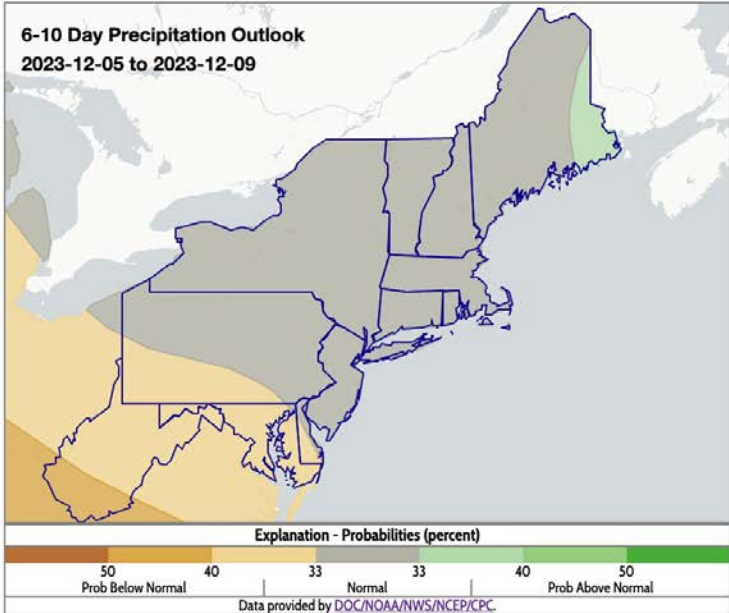 6-10 Day Precipitation Outlook
2023-12-05 to 2023-12-09
Explanation - Probabilities (percent)
50 40 33 33 40 50
Prob Below Normal | Normal | Prob Above Normal
Data provided by DOC/NOAA/NWS/NCEP/CPC.